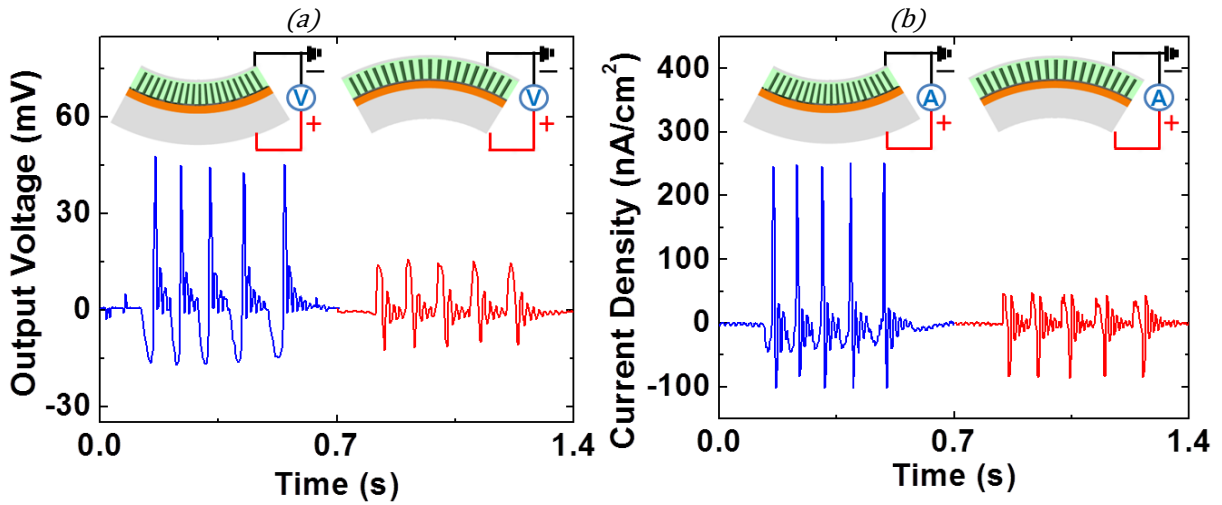 (a)
(b)
Output Voltage (mV)
60
30
0
-30
V
+
−
V
+
−
0.0
0.7
1.4
Time (s)
Current Density (nA/cm²)
400
300
200
100
0
-100
A
+
−
A
+
−
0.0
0.7
1.4
Time (s)